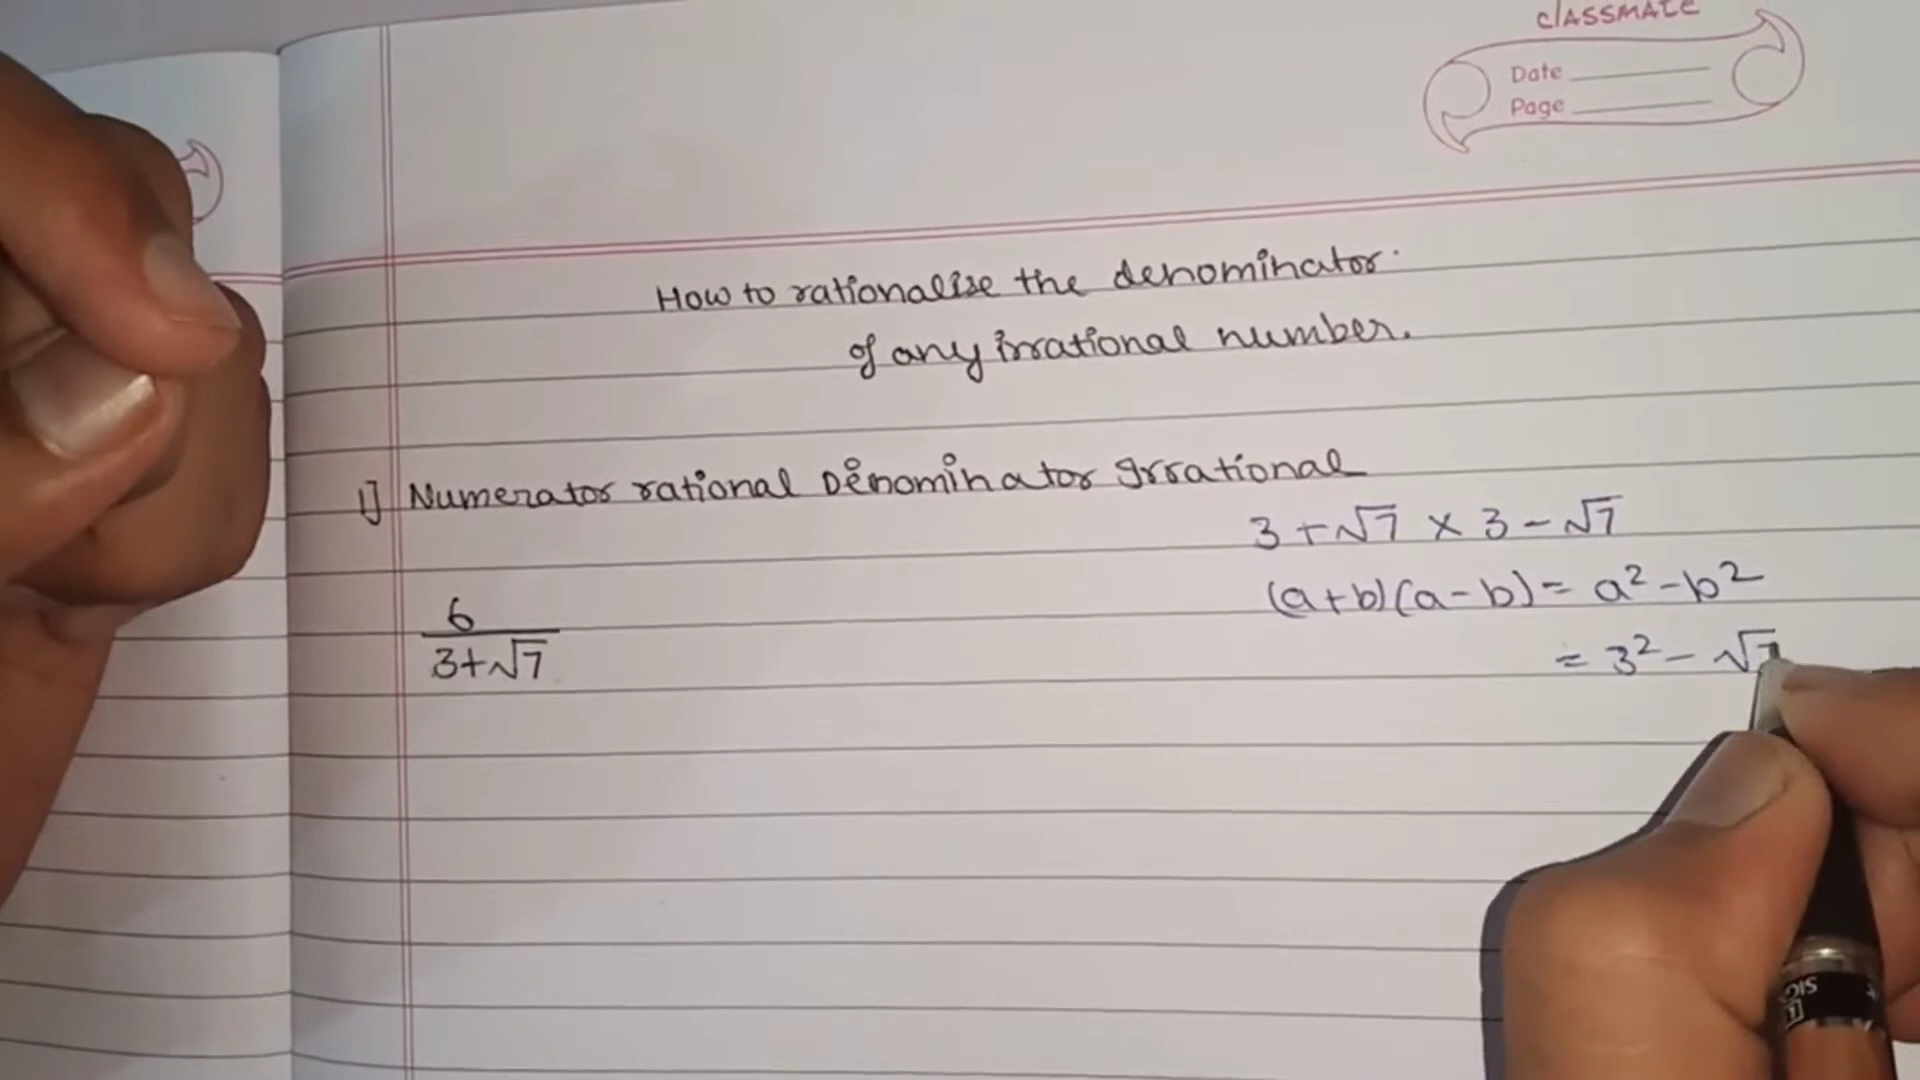 classmate
Date
Page
How to rationalise the denominator.
of any irrational number.
1] Numerator rational Denominator Irrational
3+√7 × 3-√7
(a+b)(a-b) = a²-b²
6
3+√7
= 3² - √7